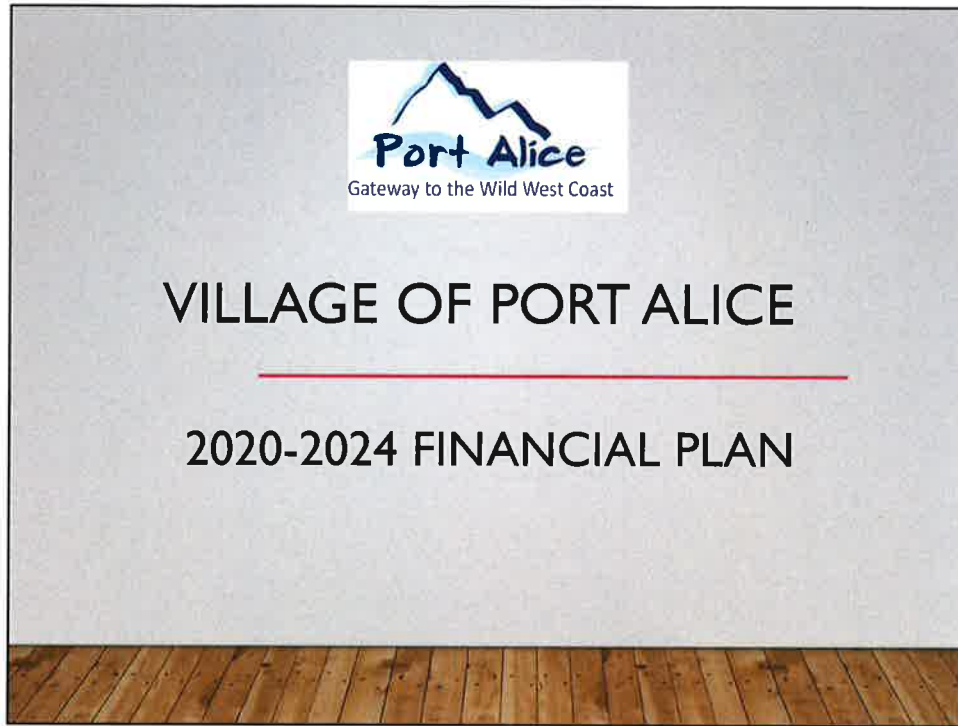 Port Alice
Gateway to the Wild West Coast
VILLAGE OF PORT ALICE
2020-2024 FINANCIAL PLAN